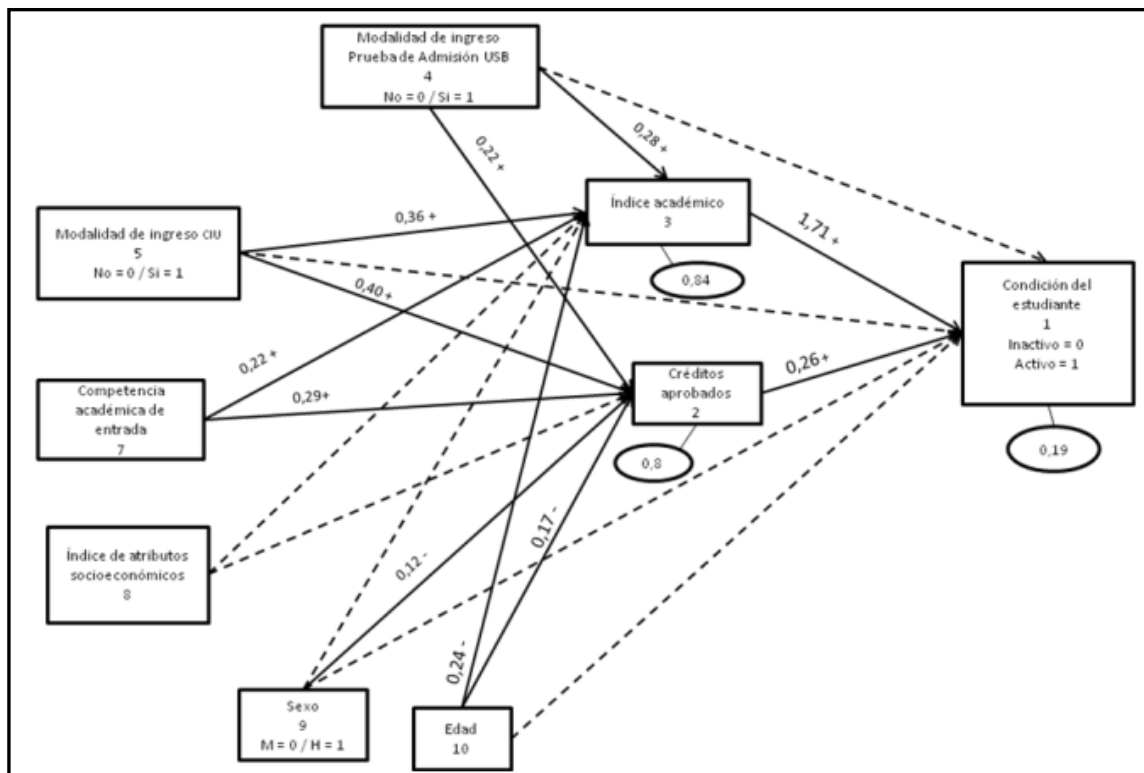 Modalidad de ingreso
Prueba de Admisión USB
4
No = 0 / Si = 1
0,28 +
0,22 +
Índice académico
3
0,84
1,71 +
Modalidad de ingreso CIU
5
No = 0 / Si = 1
0,36 +
0,40 +
Condición del
estudiante
1
Inactivo = 0
Activo = 1
0,19
Competencia
académica de
entrada
7
0,22 +
0,29+
Créditos
aprobados
2
0,8
0,26+
Índice de atributos
socioeconómicos
8
0,12 -
0,17 -
0,24 -
Sexo
9
M = 0 / H = 1
Edad
10